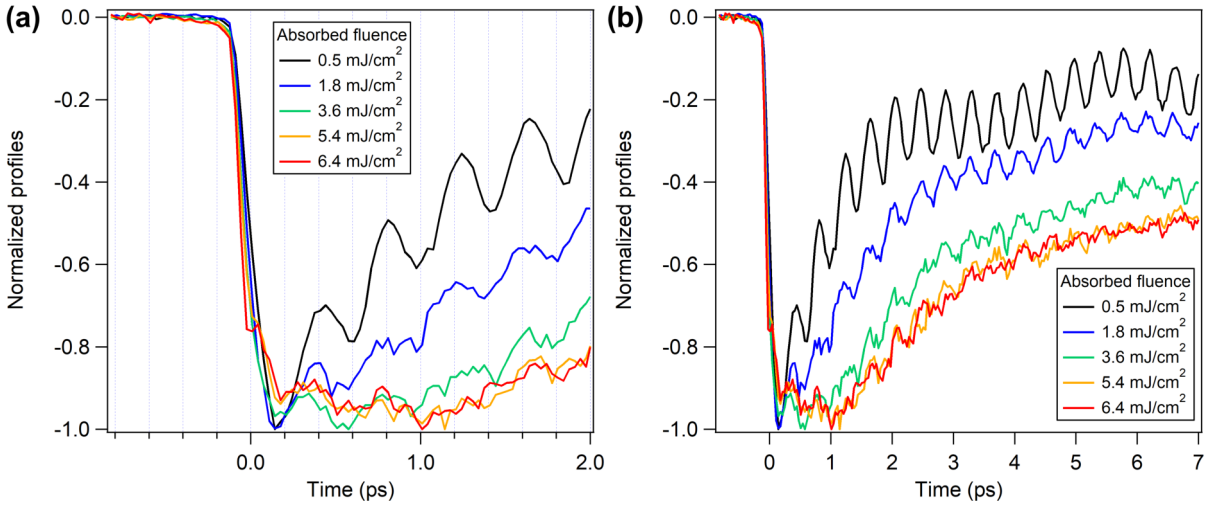 (a)
Normalized profiles
0.0
-0.2
-0.4
-0.6
-0.8
-1.0
Absorbed fluence
0.5 mJ/cm²
1.8 mJ/cm²
3.6 mJ/cm²
5.4 mJ/cm²
6.4 mJ/cm²
0.0 1.0 2.0
Time (ps)
(b)
Normalized profiles
0.0
-0.2
-0.4
-0.6
-0.8
-1.0
Absorbed fluence
0.5 mJ/cm²
1.8 mJ/cm²
3.6 mJ/cm²
5.4 mJ/cm²
6.4 mJ/cm²
0 1 2 3 4 5 6 7
Time (ps)